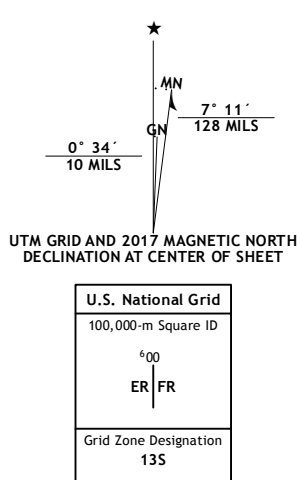 ★
MN
GN
7° 11´
128 MILS
0° 34´
10 MILS
UTM GRID AND 2017 MAGNETIC NORTH
DECLINATION AT CENTER OF SHEET
U.S. National Grid
100,000-m Square ID
⁶00
ER FR
Grid Zone Designation
13S